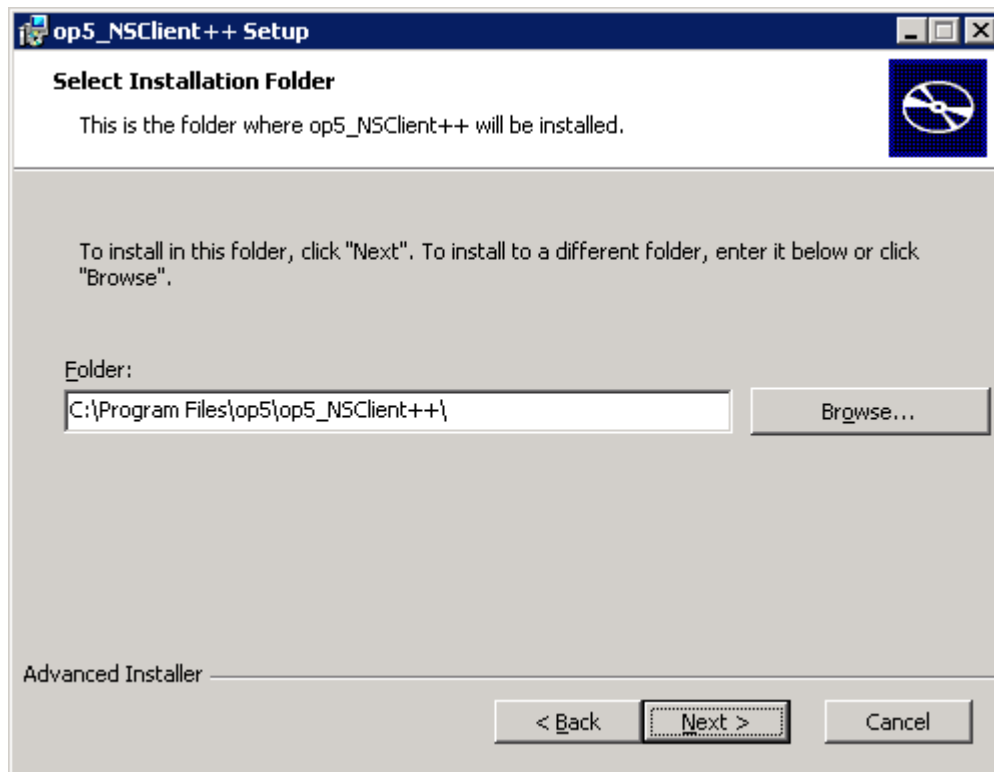 op5_NSClient++ Setup
Select Installation Folder
This is the folder where op5_NSClient++ will be installed.
To install in this folder, click "Next". To install to a different folder, enter it below or click
"Browse".
Folder:
C:\Program Files\op5\op5_NSClient++\
Browse...
Advanced Installer
< Back
Next >
Cancel